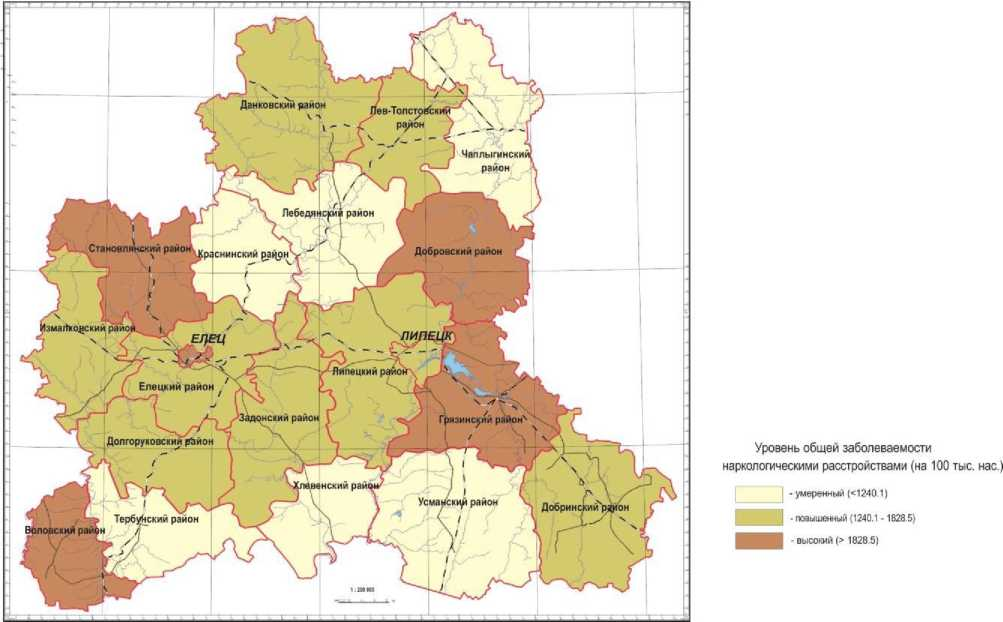 Данковский район
Лев-Толстовский
район
Чаплыгинский
район
Лебедянский район
Становлянский район
Краснинский район
Добровский район
Измалковский район
ЕЛЕЦ
ЛИПЕЦК
Липецкий район
Елецкий район
Задонский район
Грязинский район
Долгоруковский район
Хлевенский район
Усманский район
Добринский район
Тербунский район
Воловский район
Уровень общей заболеваемости
наркологическими расстройствами (на 100 тыс. нас.)
- умеренный (<1240.1)
- повышенный (1240.1 - 1828.5)
- высокий (> 1828.5)